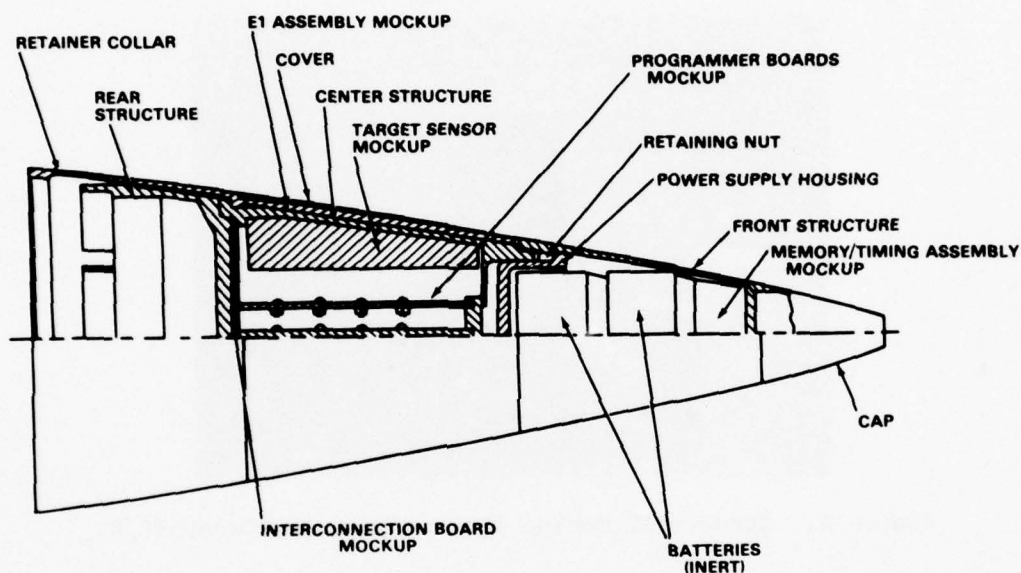 E1 ASSEMBLY MOCKUP
RETAINER COLLAR
COVER
PROGRAMMER BOARDS
MOCKUP
REAR
STRUCTURE
CENTER STRUCTURE
TARGET SENSOR
MOCKUP
RETAINING NUT
POWER SUPPLY HOUSING
FRONT STRUCTURE
MEMORY/TIMING ASSEMBLY
MOCKUP
CAP
INTERCONNECTION BOARD
MOCKUP
BATTERIES
(INERT)